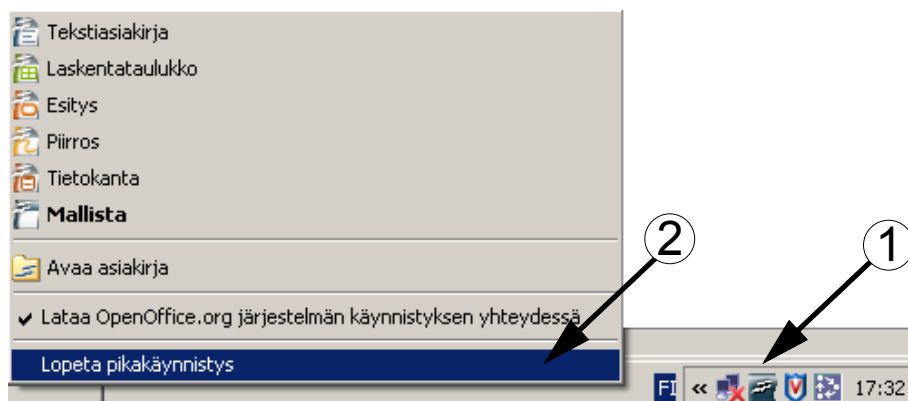 Tekstiasiakirja
Laskentataulukko
Esitys
Piirros
Tietokanta
Mallista
Avaa asiakirja
Lataa OpenOffice.org järjestelmän käynnistyksen yhteydessä
Lopeta pikakäynnistys
2
1
FI « 17:32